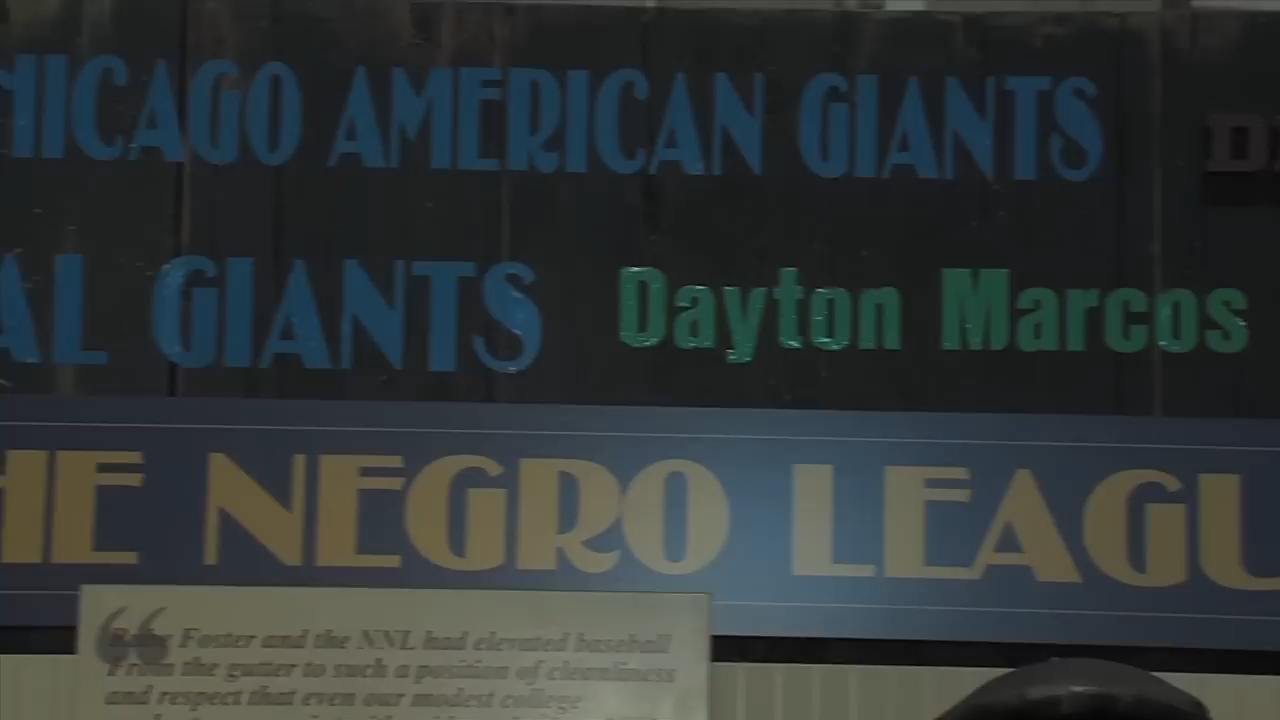 HICAGO AMERICAN GIANTS D
AL GIANTS Dayton Marcos
HE NEGRO LEAGU
“ Foster and the NNL had elevated baseball
From the gutter to such a position of cleanliness
and respect that even our modest college